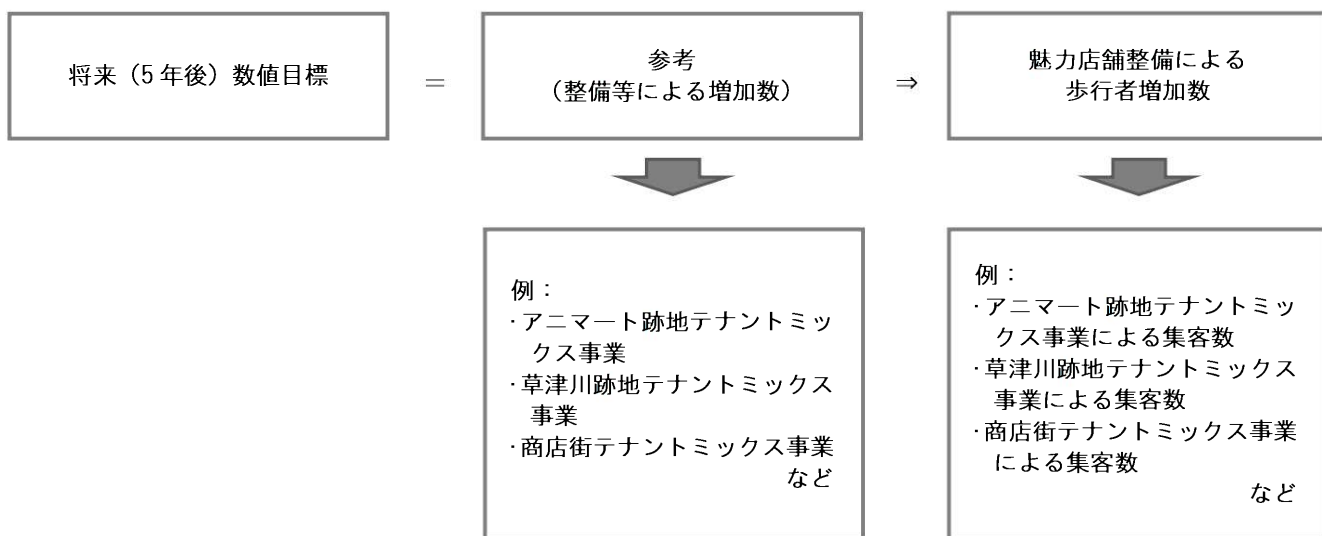 将来（5年後）数値目標
＝
参考
（整備等による増加数）
⇒
魅力店舗整備による
歩行者増加数
例：
・アニマート跡地テナントミッ
クス事業
・草津川跡地テナントミックス
事業
・商店街テナントミックス事業
など
例：
・アニマート跡地テナントミッ
クス事業による集客数
・草津川跡地テナントミックス
事業による集客数
・商店街テナントミックス事業
による集客数
など